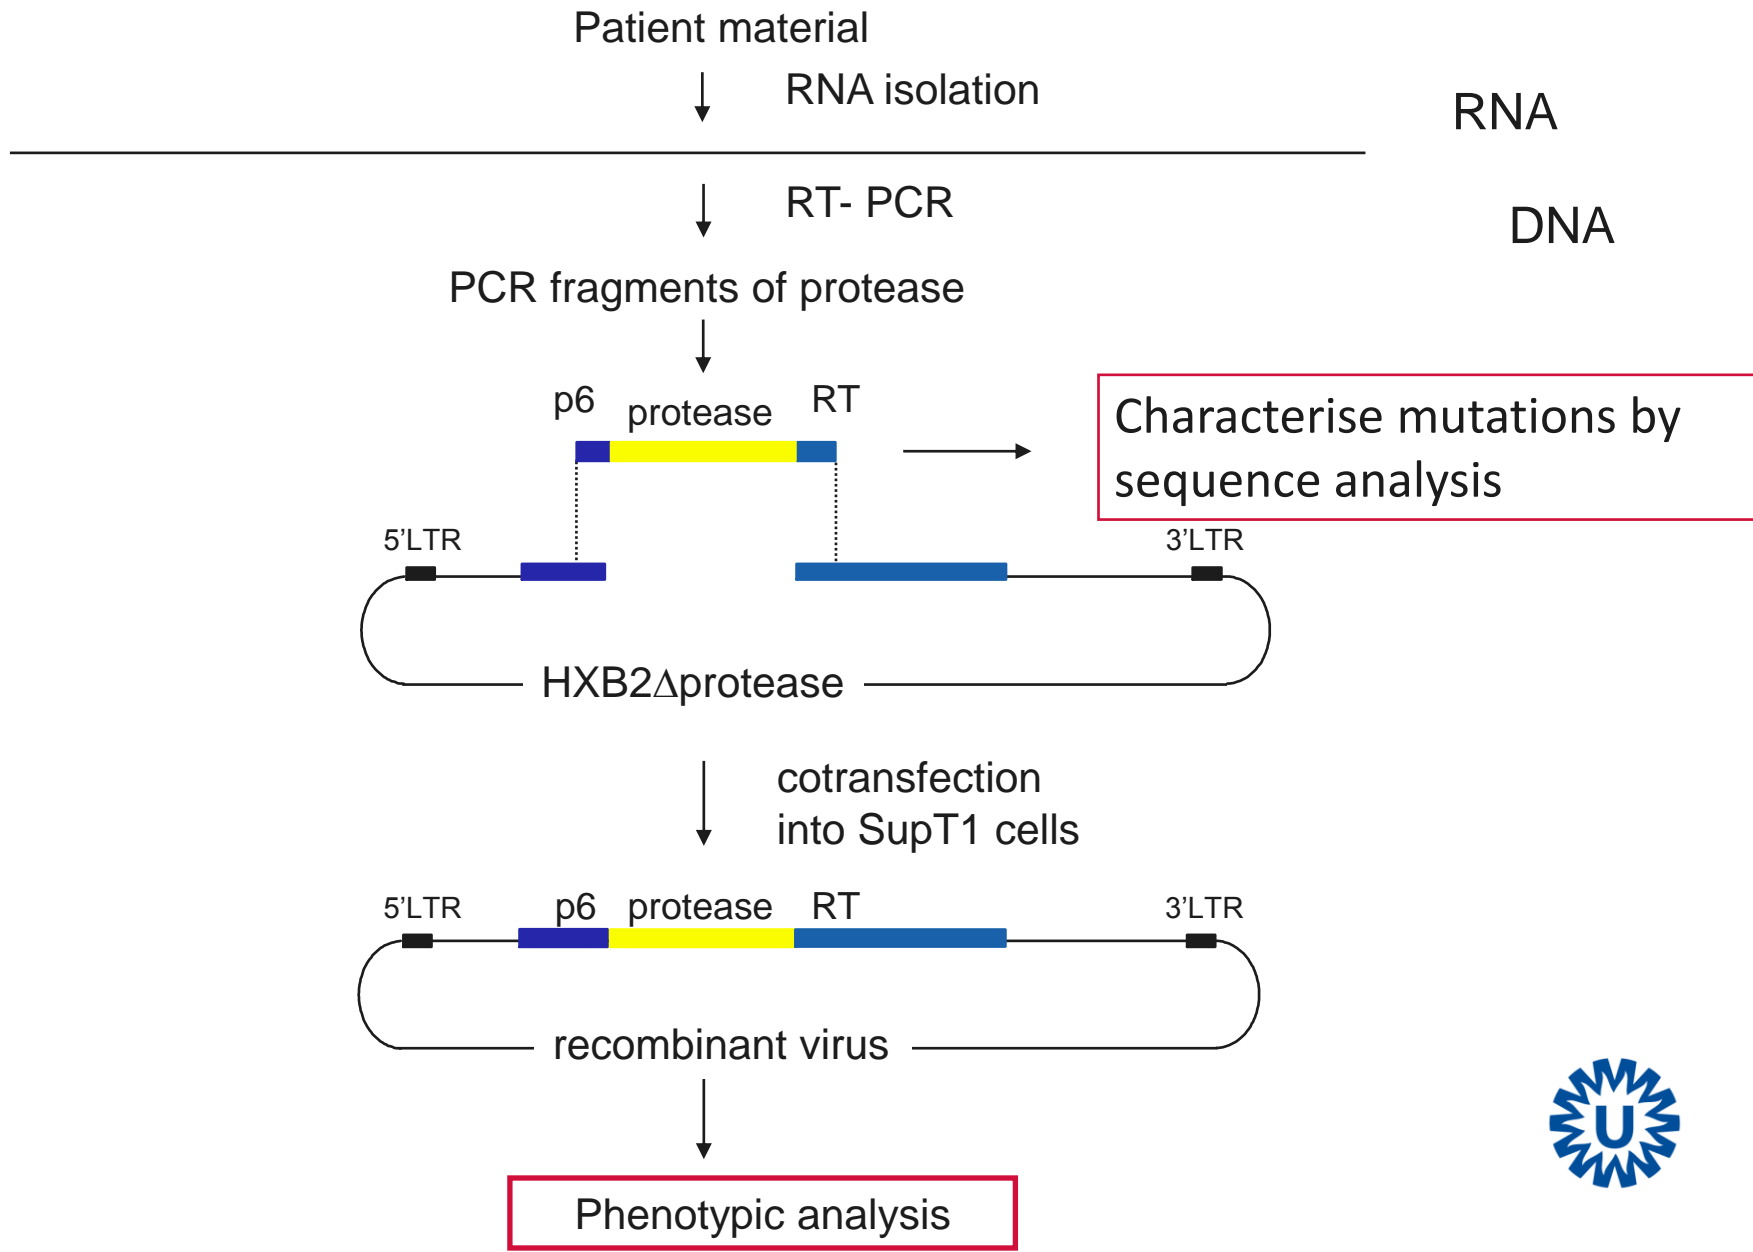 Patient material
RNA isolation
RNA
RT- PCR
DNA
PCR fragments of protease
p6
protease
RT
Characterise mutations by
sequence analysis
5’LTR
3’LTR
HXB2Δprotease
cotransfection
into SupT1 cells
5’LTR
p6
protease
RT
3’LTR
recombinant virus
U
Phenotypic analysis